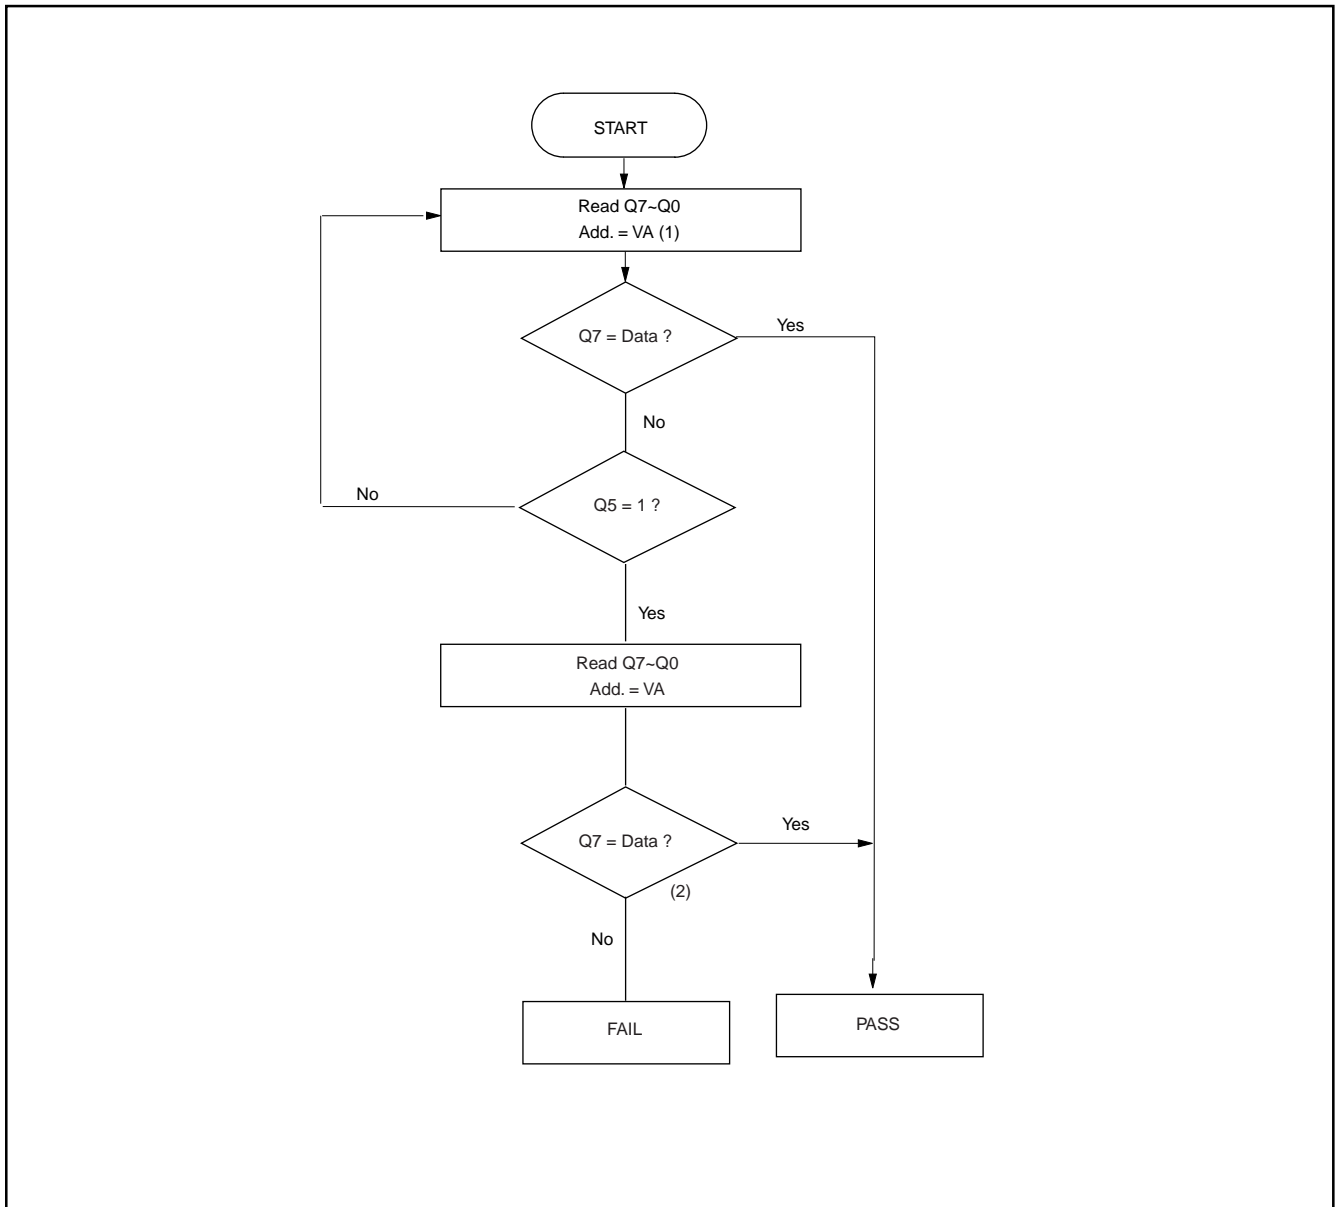 START
Read Q7~Q0
Add. = VA (1)
Q7 = Data ?
Yes
No
Q5 = 1 ?
No
Yes
Read Q7~Q0
Add. = VA
Q7 = Data ?
Yes
(2)
No
FAIL
PASS